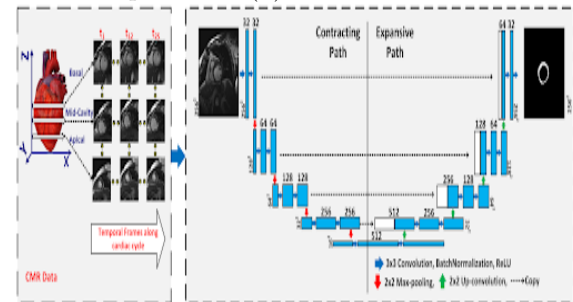 Z
Y
X
Basal
Mid-Cavity
Apical
t₁ t₁₂ t₂₅
Temporal Frames along
cardiac cycle
CMR Data
Contracting
Path
Expansive
Path
32 32
64 64
128 128
256 256
512
512 256
256 128
128 64
64 32
3x3 Convolution, BatchNormalization, ReLU
2x2 Max-pooling, 2x2 Up-convolution, Copy